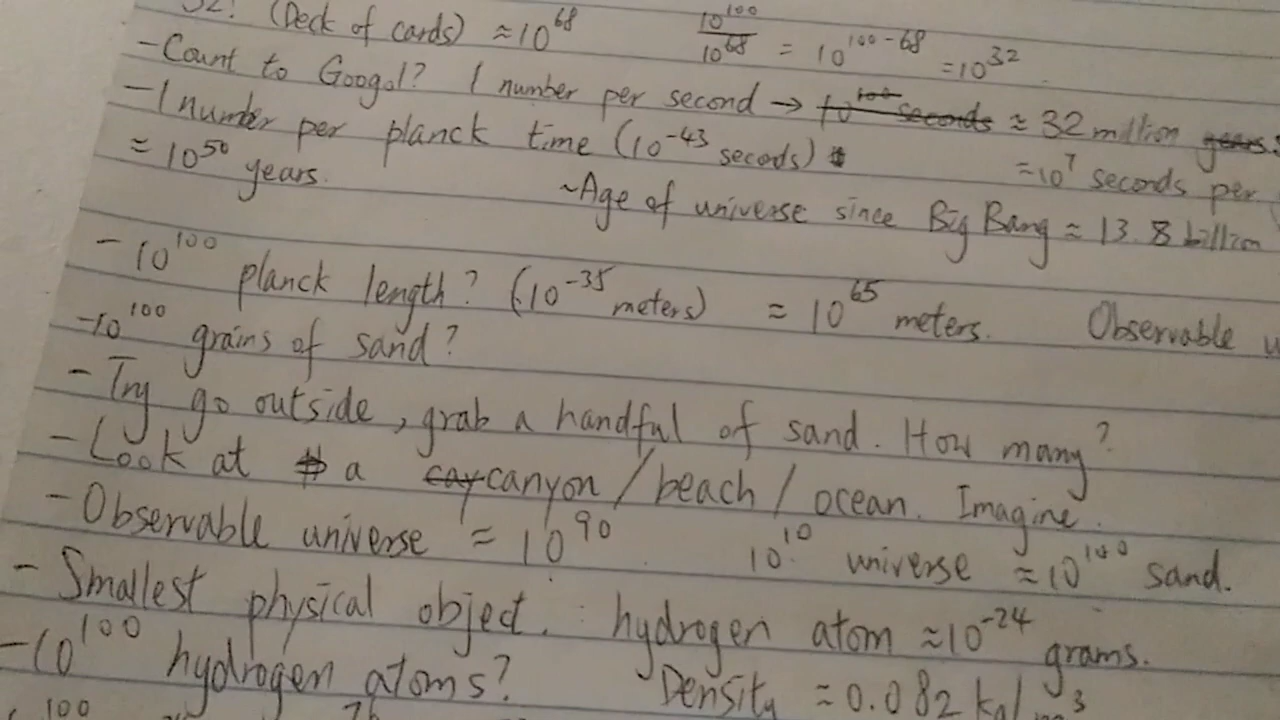 52! (Deck of cards) ≈10^68 10^100/10^68 = 10^100-68 =10^32
-Count to Googol? 1 number per second → ≈ 32 million
-1 number per planck time (10^-43 seconds) =10^7 seconds per
≈ 10^50 years. ~Age of universe since Big Bang ≈ 13.8 billion
- 10^100 planck length? (10^-35 meters) ≈ 10^65 meters. Observable
-10^100 grains of sand?
- Try go outside, grab a handful of sand. How many?
- Look at a canyon/beach/ocean. Imagine.
- Observable universe = 10^90 10^10 universe ≈10^100 sand.
- Smallest physical object. hydrogen atom ≈10^-24 grams.
-10^100 hydrogen atoms? Density ≈0.082
100